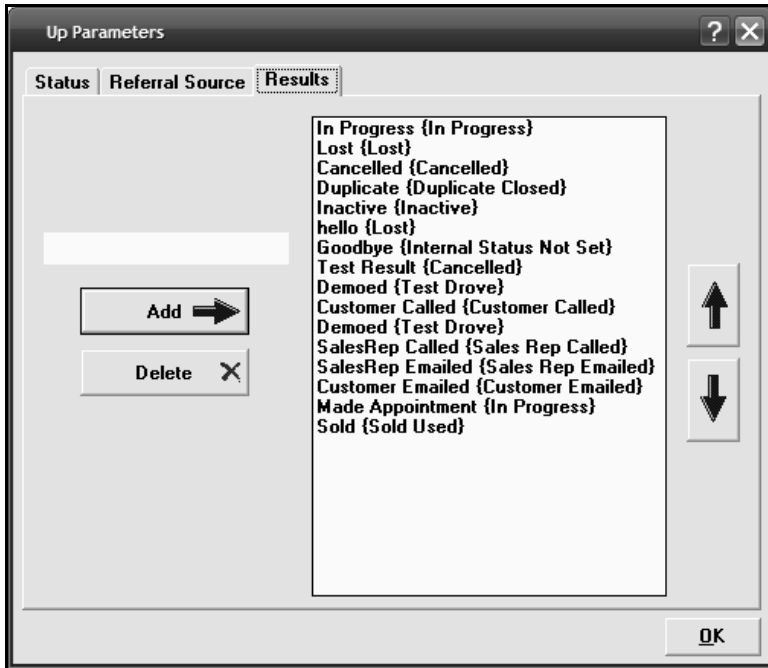 Up Parameters
?
Status
Referral Source
Results
In Progress {In Progress}
Lost {Lost}
Cancelled {Cancelled}
Duplicate {Duplicate Closed}
Inactive {Inactive}
hello {Lost}
Goodbye {Internal Status Not Set}
Test Result {Cancelled}
Demoed {Test Drove}
Customer Called {Customer Called}
Demoed {Test Drove}
SalesRep Called {Sales Rep Called}
SalesRep Emailed {Sales Rep Emailed}
Customer Emailed {Customer Emailed}
Made Appointment {In Progress}
Sold {Sold Used}
Add
Delete
OK